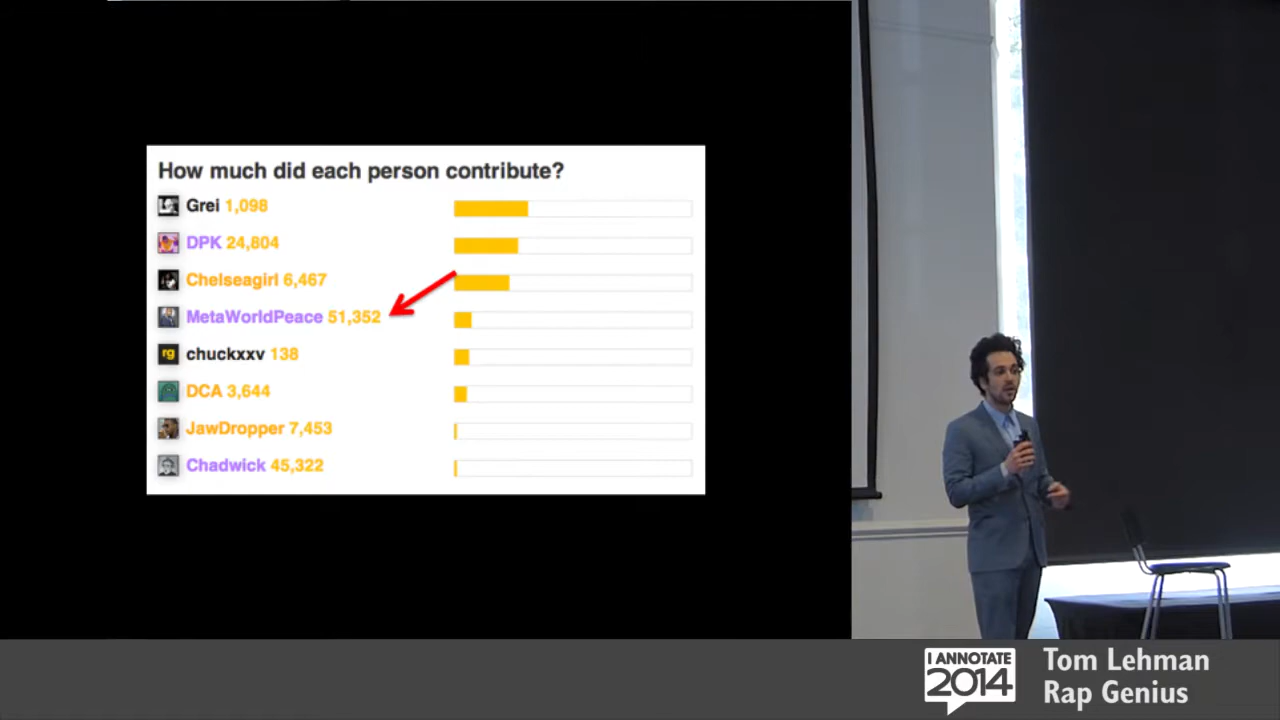 How much did each person contribute?
Grei 1,098
DPK 24,804
Chelseagirl 6,467
MetaWorldPeace 51,352
rg chuckxxv 138
DCA 3,644
JawDropper 7,453
Chadwick 45,322
I ANNOTATE
2014
Tom Lehman
Rap Genius